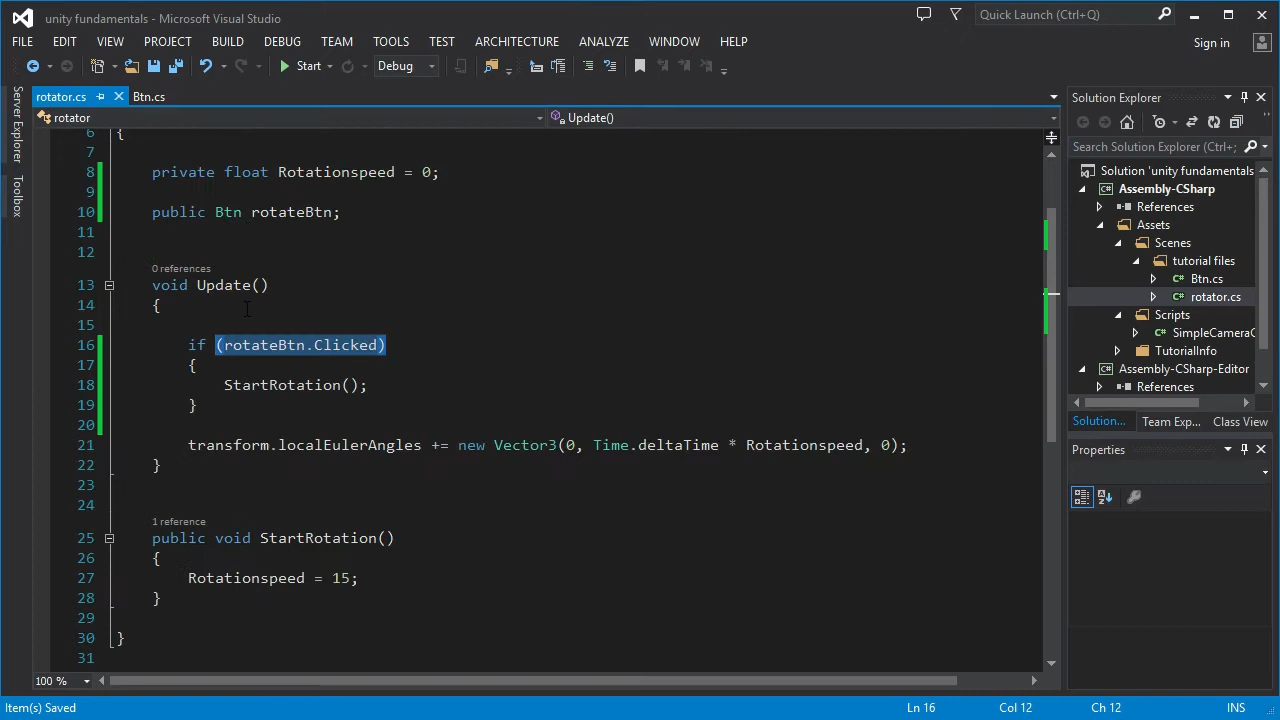 unity fundamentals - Microsoft Visual Studio
Quick Launch (Ctrl+Q)
FILE EDIT VIEW PROJECT BUILD DEBUG TEAM TOOLS TEST ARCHITECTURE ANALYZE WINDOW HELP
Sign in
Start
Debug
rotator.cs
Btn.cs
rotator
Update()
Server Explorer
Toolbox
6 {
7
8 private float Rotationspeed = 0;
9
10 public Btn rotateBtn;
11
12
0 references
13 void Update()
14 {
15
16 if (rotateBtn.Clicked)
17 {
18 StartRotation();
19 }
20
21 transform.localEulerAngles += new Vector3(0, Time.deltaTime * Rotationspeed, 0);
22 }
23
24
1 reference
25 public void StartRotation()
26 {
27 Rotationspeed = 15;
28 }
29
30 }
31
100 %
Solution Explorer
Search Solution Explorer (Ctrl+;
Solution 'unity fundamentals'
Assembly-CSharp
References
Assets
Scenes
tutorial files
Btn.cs
rotator.cs
Scripts
SimpleCameraC
TutorialInfo
Assembly-CSharp-Editor
References
Solution...
Team Exp...
Class View
Properties
Item(s) Saved
Ln 16
Col 12
Ch 12
INS